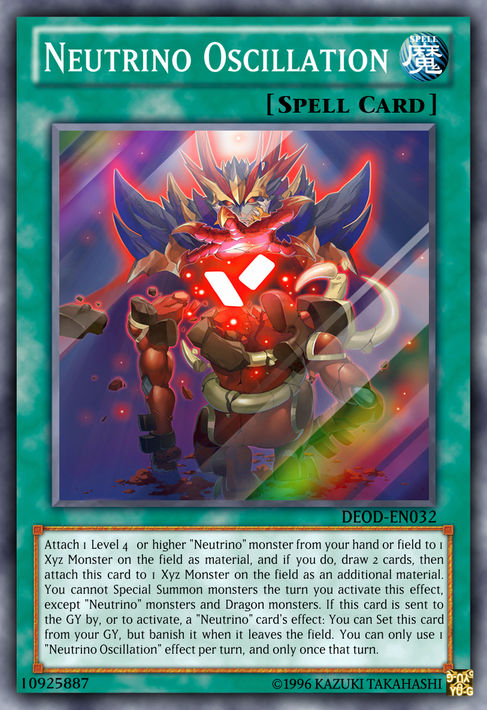 NEUTRINO OSCILLATION
SPELL
魔
[SPELL CARD]
DEOD-EN032
Attach 1 Level 4 or higher "Neutrino" monster from your hand or field to 1
Xyz Monster on the field as material, and if you do, draw 2 cards, then
attach this card to 1 Xyz Monster on the field as an additional material.
You cannot Special Summon monsters the turn you activate this effect,
except "Neutrino" monsters and Dragon monsters. If this card is sent to
the GY by, or to activate, a "Neutrino" card's effect: You can Set this card
from your GY, but banish it when it leaves the field. You can only use 1
"Neutrino Oscillation" effect per turn, and only once that turn.
10925887
©1996 KAZUKI TAKAHASHI